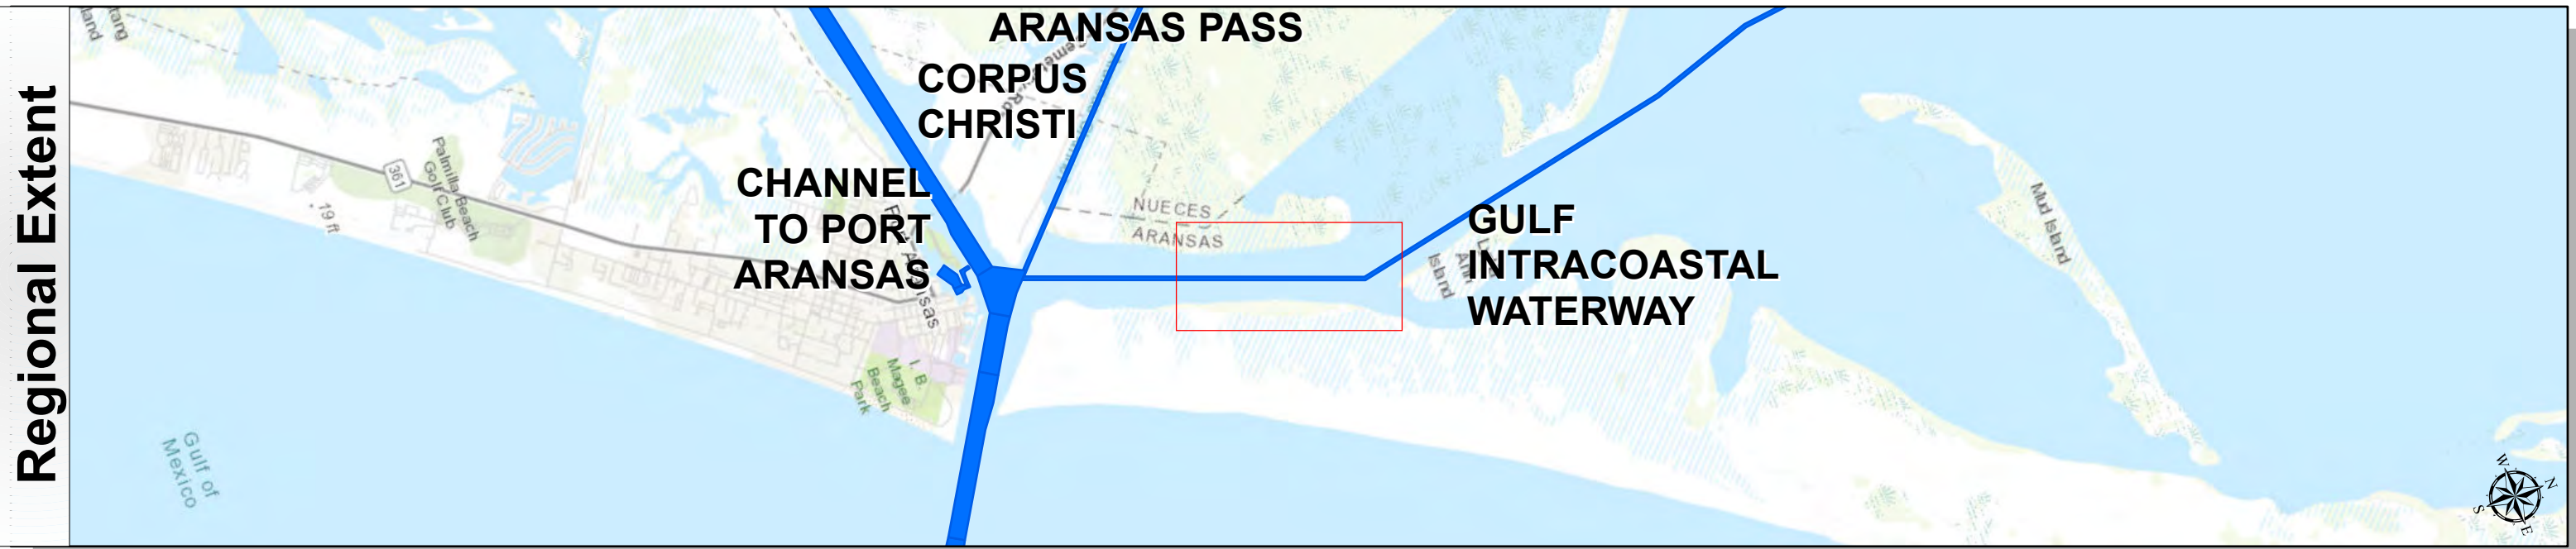 Regional Extent
ARANSAS PASS
CORPUS
CHRISTI
CHANNEL
TO PORT
ARANSAS
GULF
INTRACOASTAL
WATERWAY
361
Palmilla Beach
Golf Club
19 ft
NUECES
ARANSAS
Island
Mud Island
I. B.
Magee
Beach
Park
Gulf of
Mexico
W
N
S
E